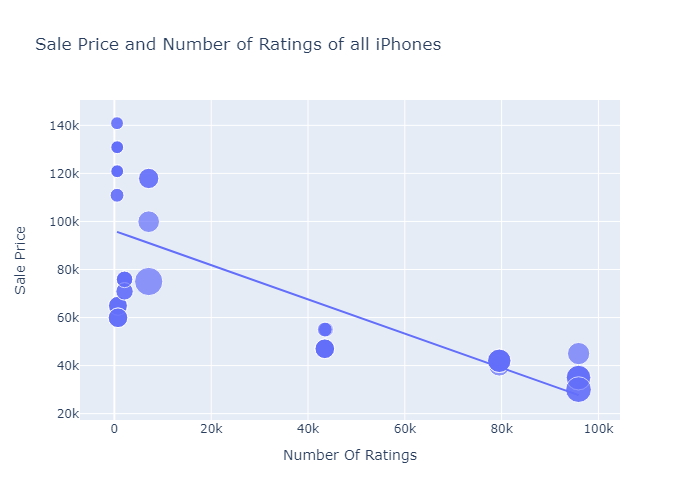 Sale Price and Number of Ratings of all iPhones
140k
120k
100k
80k
60k
40k
20k
Sale Price
0 20k 40k 60k 80k 100k
Number Of Ratings